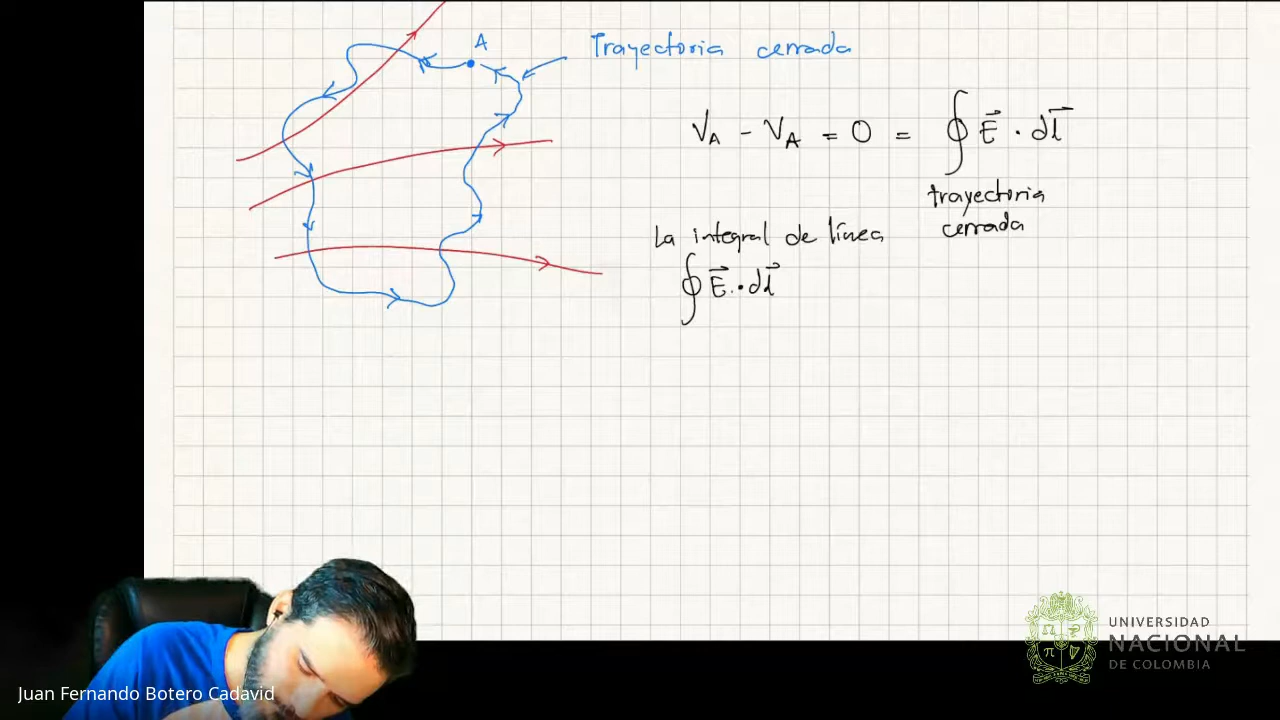 A
Trayectoria cerrada
V_A - V_A = 0 = ∮ E⃗ · dl⃗
trayectoria
cerrada
La integral de línea
∮ E⃗ · dl⃗
UNIVERSIDAD
NACIONAL
DE COLOMBIA
Juan Fernando Botero Cadavid